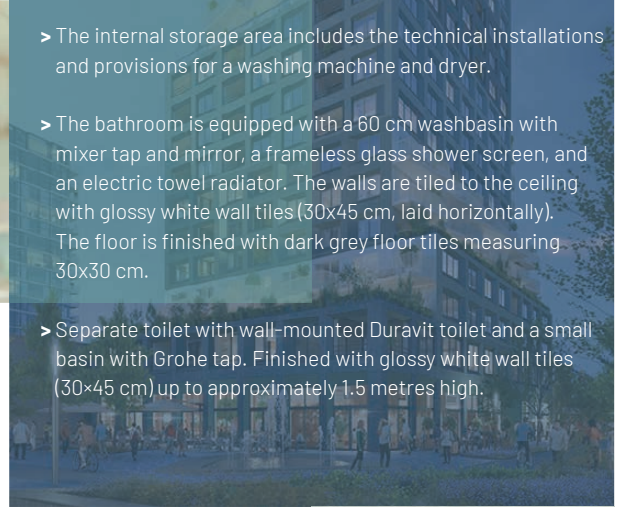 > The internal storage area includes the technical installations
and provisions for a washing machine and dryer.
> The bathroom is equipped with a 60 cm washbasin with
mixer tap and mirror, a frameless glass shower screen, and
an electric towel radiator. The walls are tiled to the ceiling
with glossy white wall tiles (30x45 cm, laid horizontally).
The floor is finished with dark grey floor tiles measuring
30x30 cm.
> Separate toilet with wall-mounted Duravit toilet and a small
basin with Grohe tap. Finished with glossy white wall tiles
(30×45 cm) up to approximately 1.5 metres high.